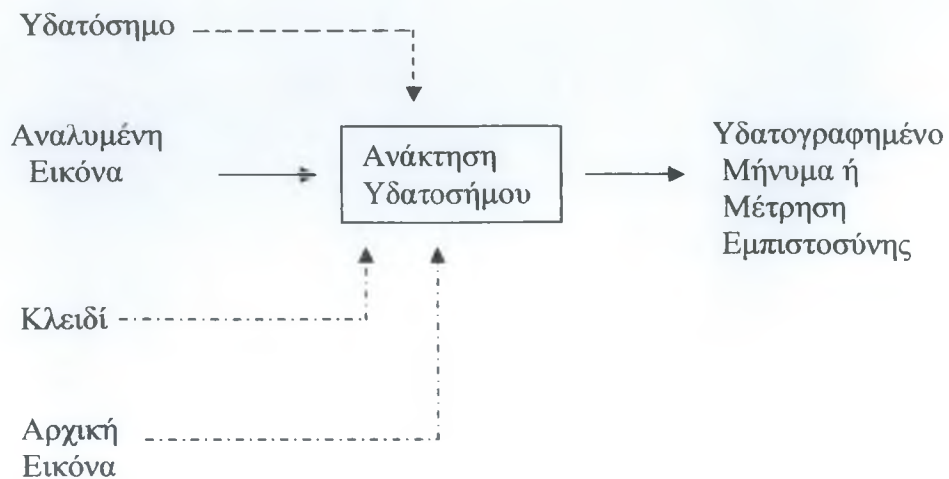 Υδατόσημο
Αναλυμένη
Εικόνα
Ανάκτηση
Υδατοσήμου
Υδατογραφημένο
Μήνυμα ή
Μέτρηση
Εμπιστοσύνης
Κλειδί
Αρχική
Εικόνα